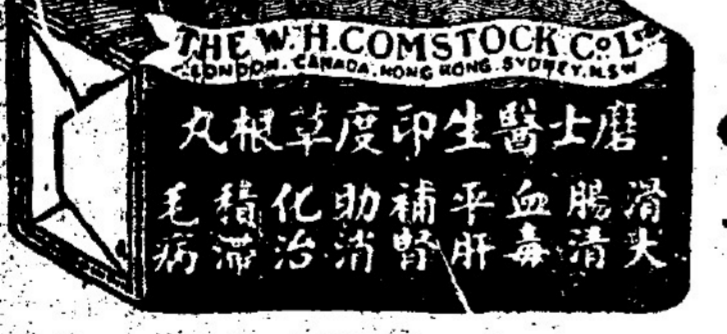 THE W.H.COMSTOCK Co. Ltd.
LONDON. CANADA. HONG KONG. SYDNEY. N.S.W
磨士醫生印度草根丸
滑大
腸清
血毒
平肝
補腎
助消
化治
積滯
毛病